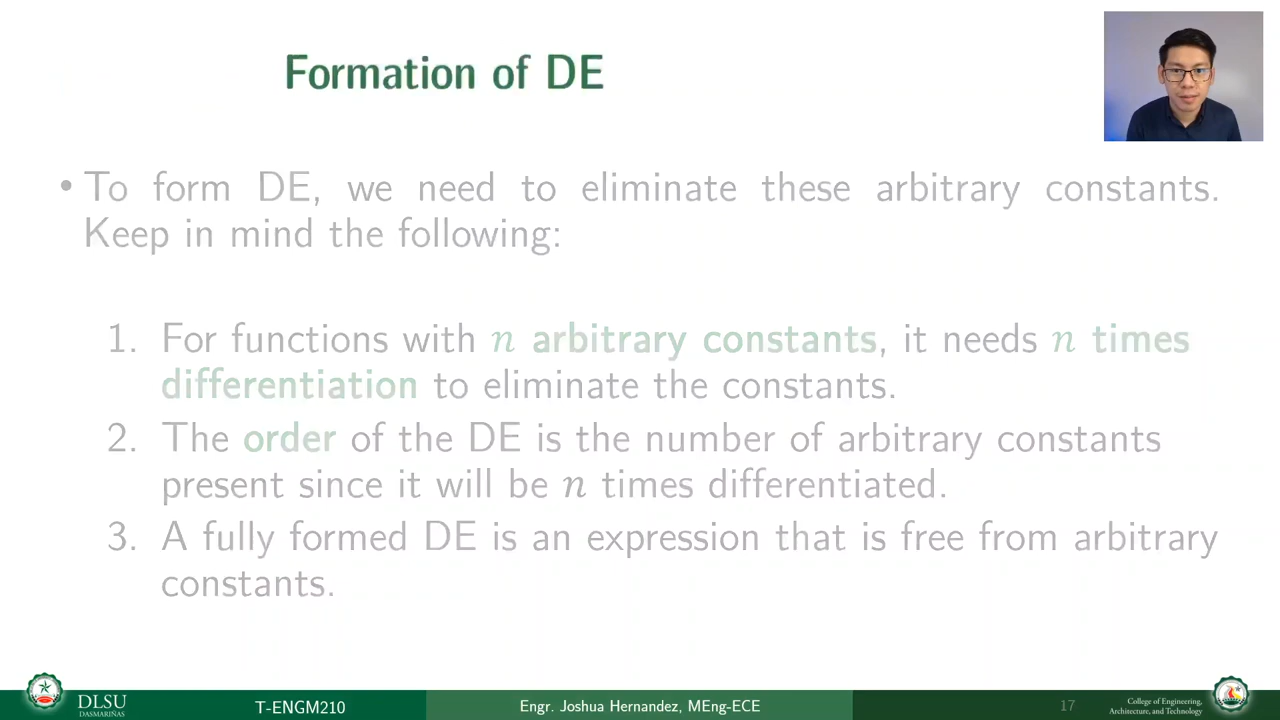 Formation of DE
• To form DE, we need to eliminate these arbitrary constants.
Keep in mind the following:
1. For functions with n arbitrary constants, it needs n times
differentiation to eliminate the constants.
2. The order of the DE is the number of arbitrary constants
present since it will be n times differentiated.
3. A fully formed DE is an expression that is free from arbitrary
constants.
DLSU
DASMARIÑAS
T-ENGM210
Engr. Joshua Hernandez, MEng-ECE
17
College of Engineering,
Architecture, and Technology